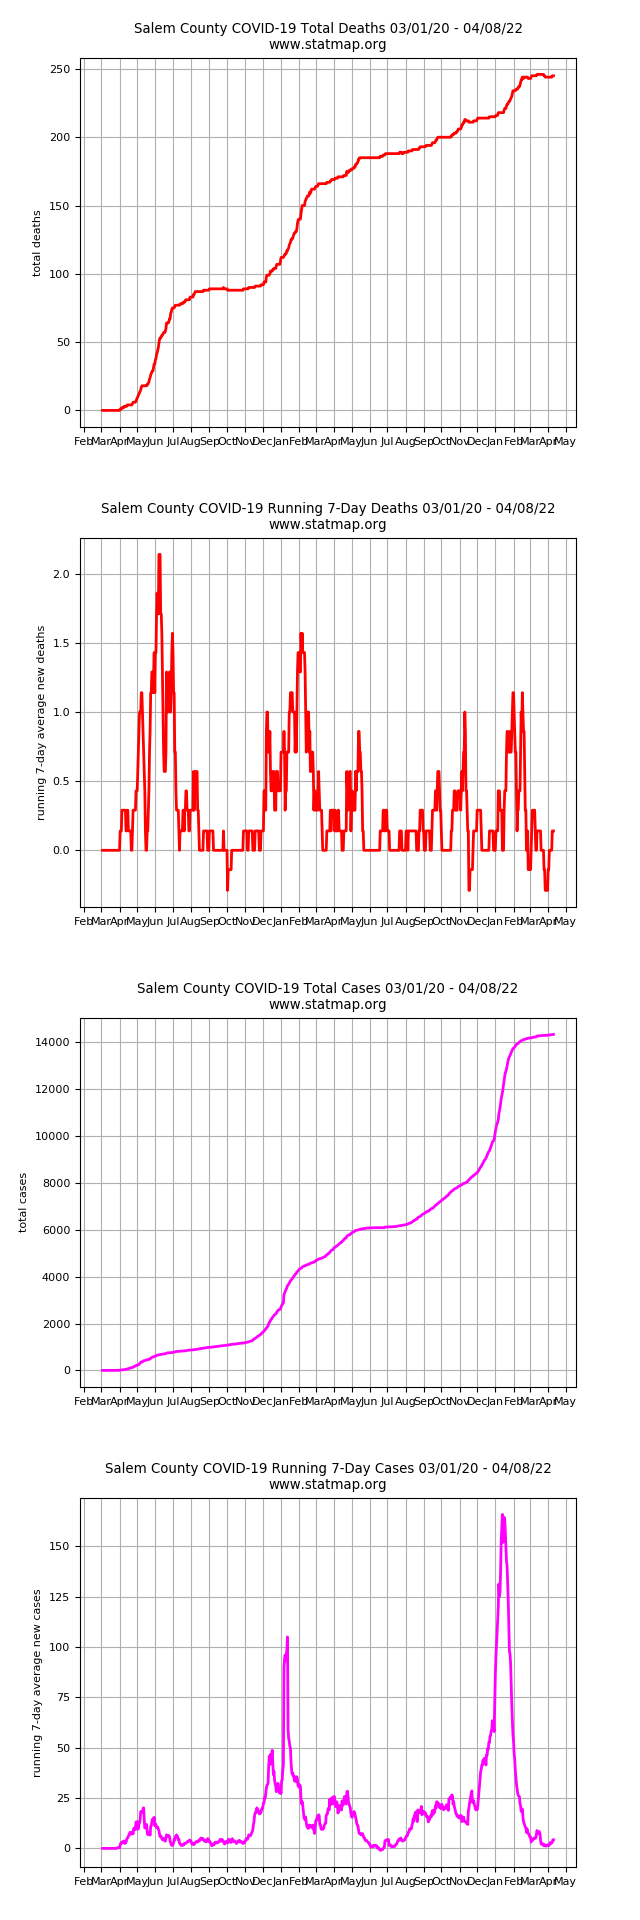 Salem County COVID-19 Total Deaths 03/01/20 - 04/08/22
www.statmap.org
250
200
150
100
50
0
total deaths
Feb Mar Apr May Jun Jul Aug Sep Oct Nov Dec Jan Feb Mar Apr May Jun Jul Aug Sep Oct Nov Dec Jan Feb Mar Apr May
Salem County COVID-19 Running 7-Day Deaths 03/01/20 - 04/08/22
www.statmap.org
2.0
1.5
1.0
0.5
0.0
running 7-day average new deaths
Feb Mar Apr May Jun Jul Aug Sep Oct Nov Dec Jan Feb Mar Apr May Jun Jul Aug Sep Oct Nov Dec Jan Feb Mar Apr May
Salem County COVID-19 Total Cases 03/01/20 - 04/08/22
www.statmap.org
14000
12000
10000
8000
6000
4000
2000
0
total cases
Feb Mar Apr May Jun Jul Aug Sep Oct Nov Dec Jan Feb Mar Apr May Jun Jul Aug Sep Oct Nov Dec Jan Feb Mar Apr May
Salem County COVID-19 Running 7-Day Cases 03/01/20 - 04/08/22
www.statmap.org
150
125
100
75
50
25
0
running 7-day average new cases
Feb Mar Apr May Jun Jul Aug Sep Oct Nov Dec Jan Feb Mar Apr May Jun Jul Aug Sep Oct Nov Dec Jan Feb Mar Apr May